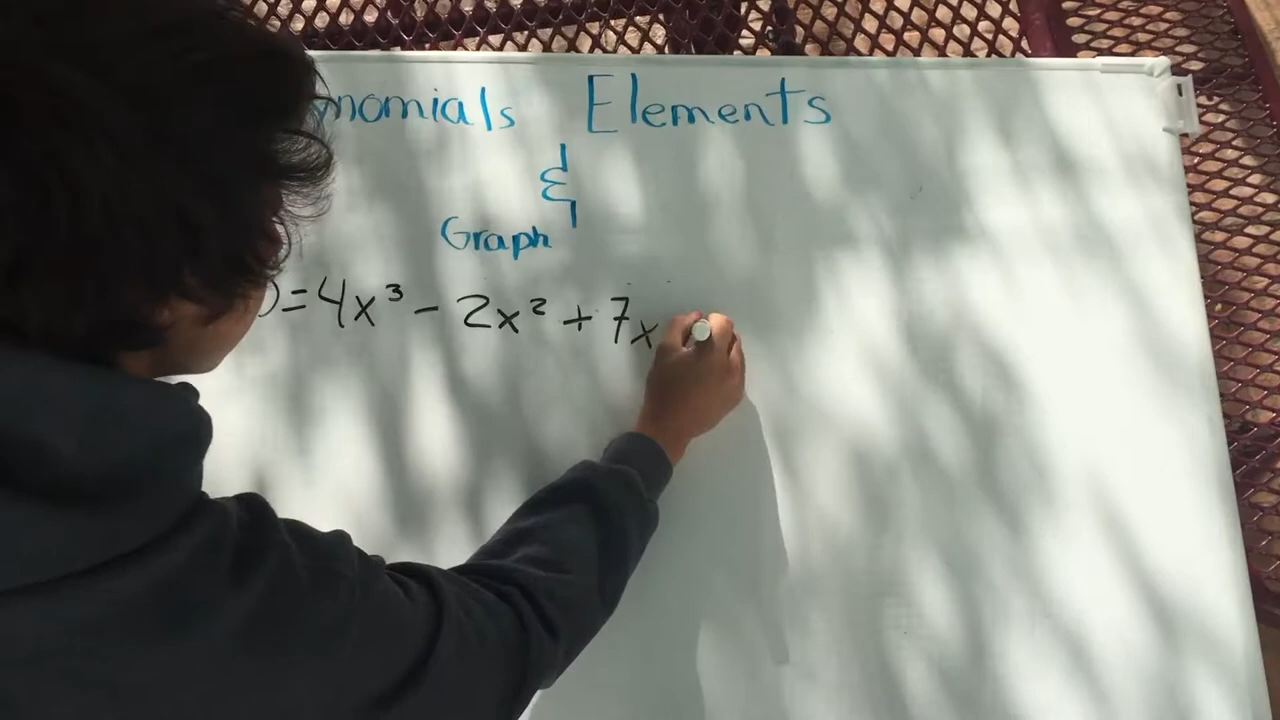 nomials Elements
&
Graph
)=4x³ - 2x² + 7x